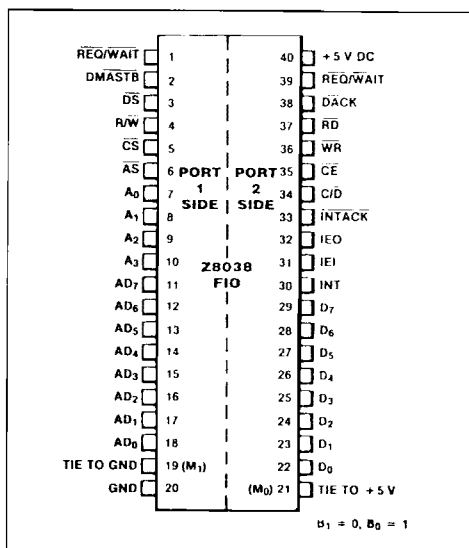 REQ/WAIT 1 40 +5 V DC
DMASTB 2 39 REQ/WAIT
DS 3 38 DACK
R/W 4 37 RD
CS 5 36 WR
AS 6 35 CE
A0 7 34 C/D
A1 8 33 INTACK
A2 9 32 IEO
A3 10 31 IEI
AD7 11 30 INT
AD6 12 29 D7
AD5 13 28 D6
AD4 14 27 D5
AD3 15 26 D4
AD2 16 25 D3
AD1 17 24 D2
AD0 18 23 D1
TIE TO GND 19 (M1) 22 D0
GND 20 (M0) 21 TIE TO +5 V
PORT 1 SIDE
PORT 2 SIDE
Z8038
FIO
B1 = 0, B0 = 1